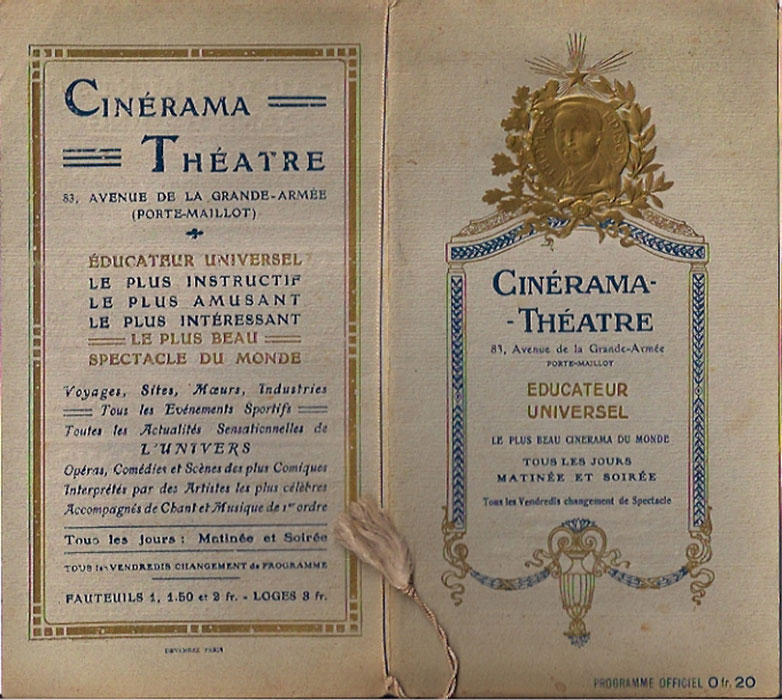 CINÉRAMA
THÉATRE
83, AVENUE DE LA GRANDE-ARMÉE
(PORTE-MAILLOT)
ÉDUCATEUR UNIVERSEL
LE PLUS INSTRUCTIF
LE PLUS AMUSANT
LE PLUS INTÉRESSANT
LE PLUS BEAU
SPECTACLE DU MONDE
Voyages, Sites, Mœurs, Industries
Tous les Evénements Sportifs
Toutes les Actualités Sensationnelles de
L'UNIVERS
Opéras, Comédies et Scènes des plus Comiques
Interprétés par des Artistes les plus célèbres
Accompagnés de Chant et Musique de 1er ordre
Tous les Jours : Matinée et Soirée
TOUS les VENDREDIS CHANGEMENT de PROGRAMME
FAUTEUILS 1, 1.50 et 2 fr. - LOGES 3 fr.
CINÉRAMA-
-THÉATRE
83, Avenue de la Grande-Armée
PORTE-MAILLOT
EDUCATEUR
UNIVERSEL
LE PLUS BEAU CINERAMA DU MONDE
TOUS LES JOURS
MATINÉE ET SOIRÉE
Tous les Vendredis changement de Spectacle
PROGRAMME OFFICIEL 0 fr. 20